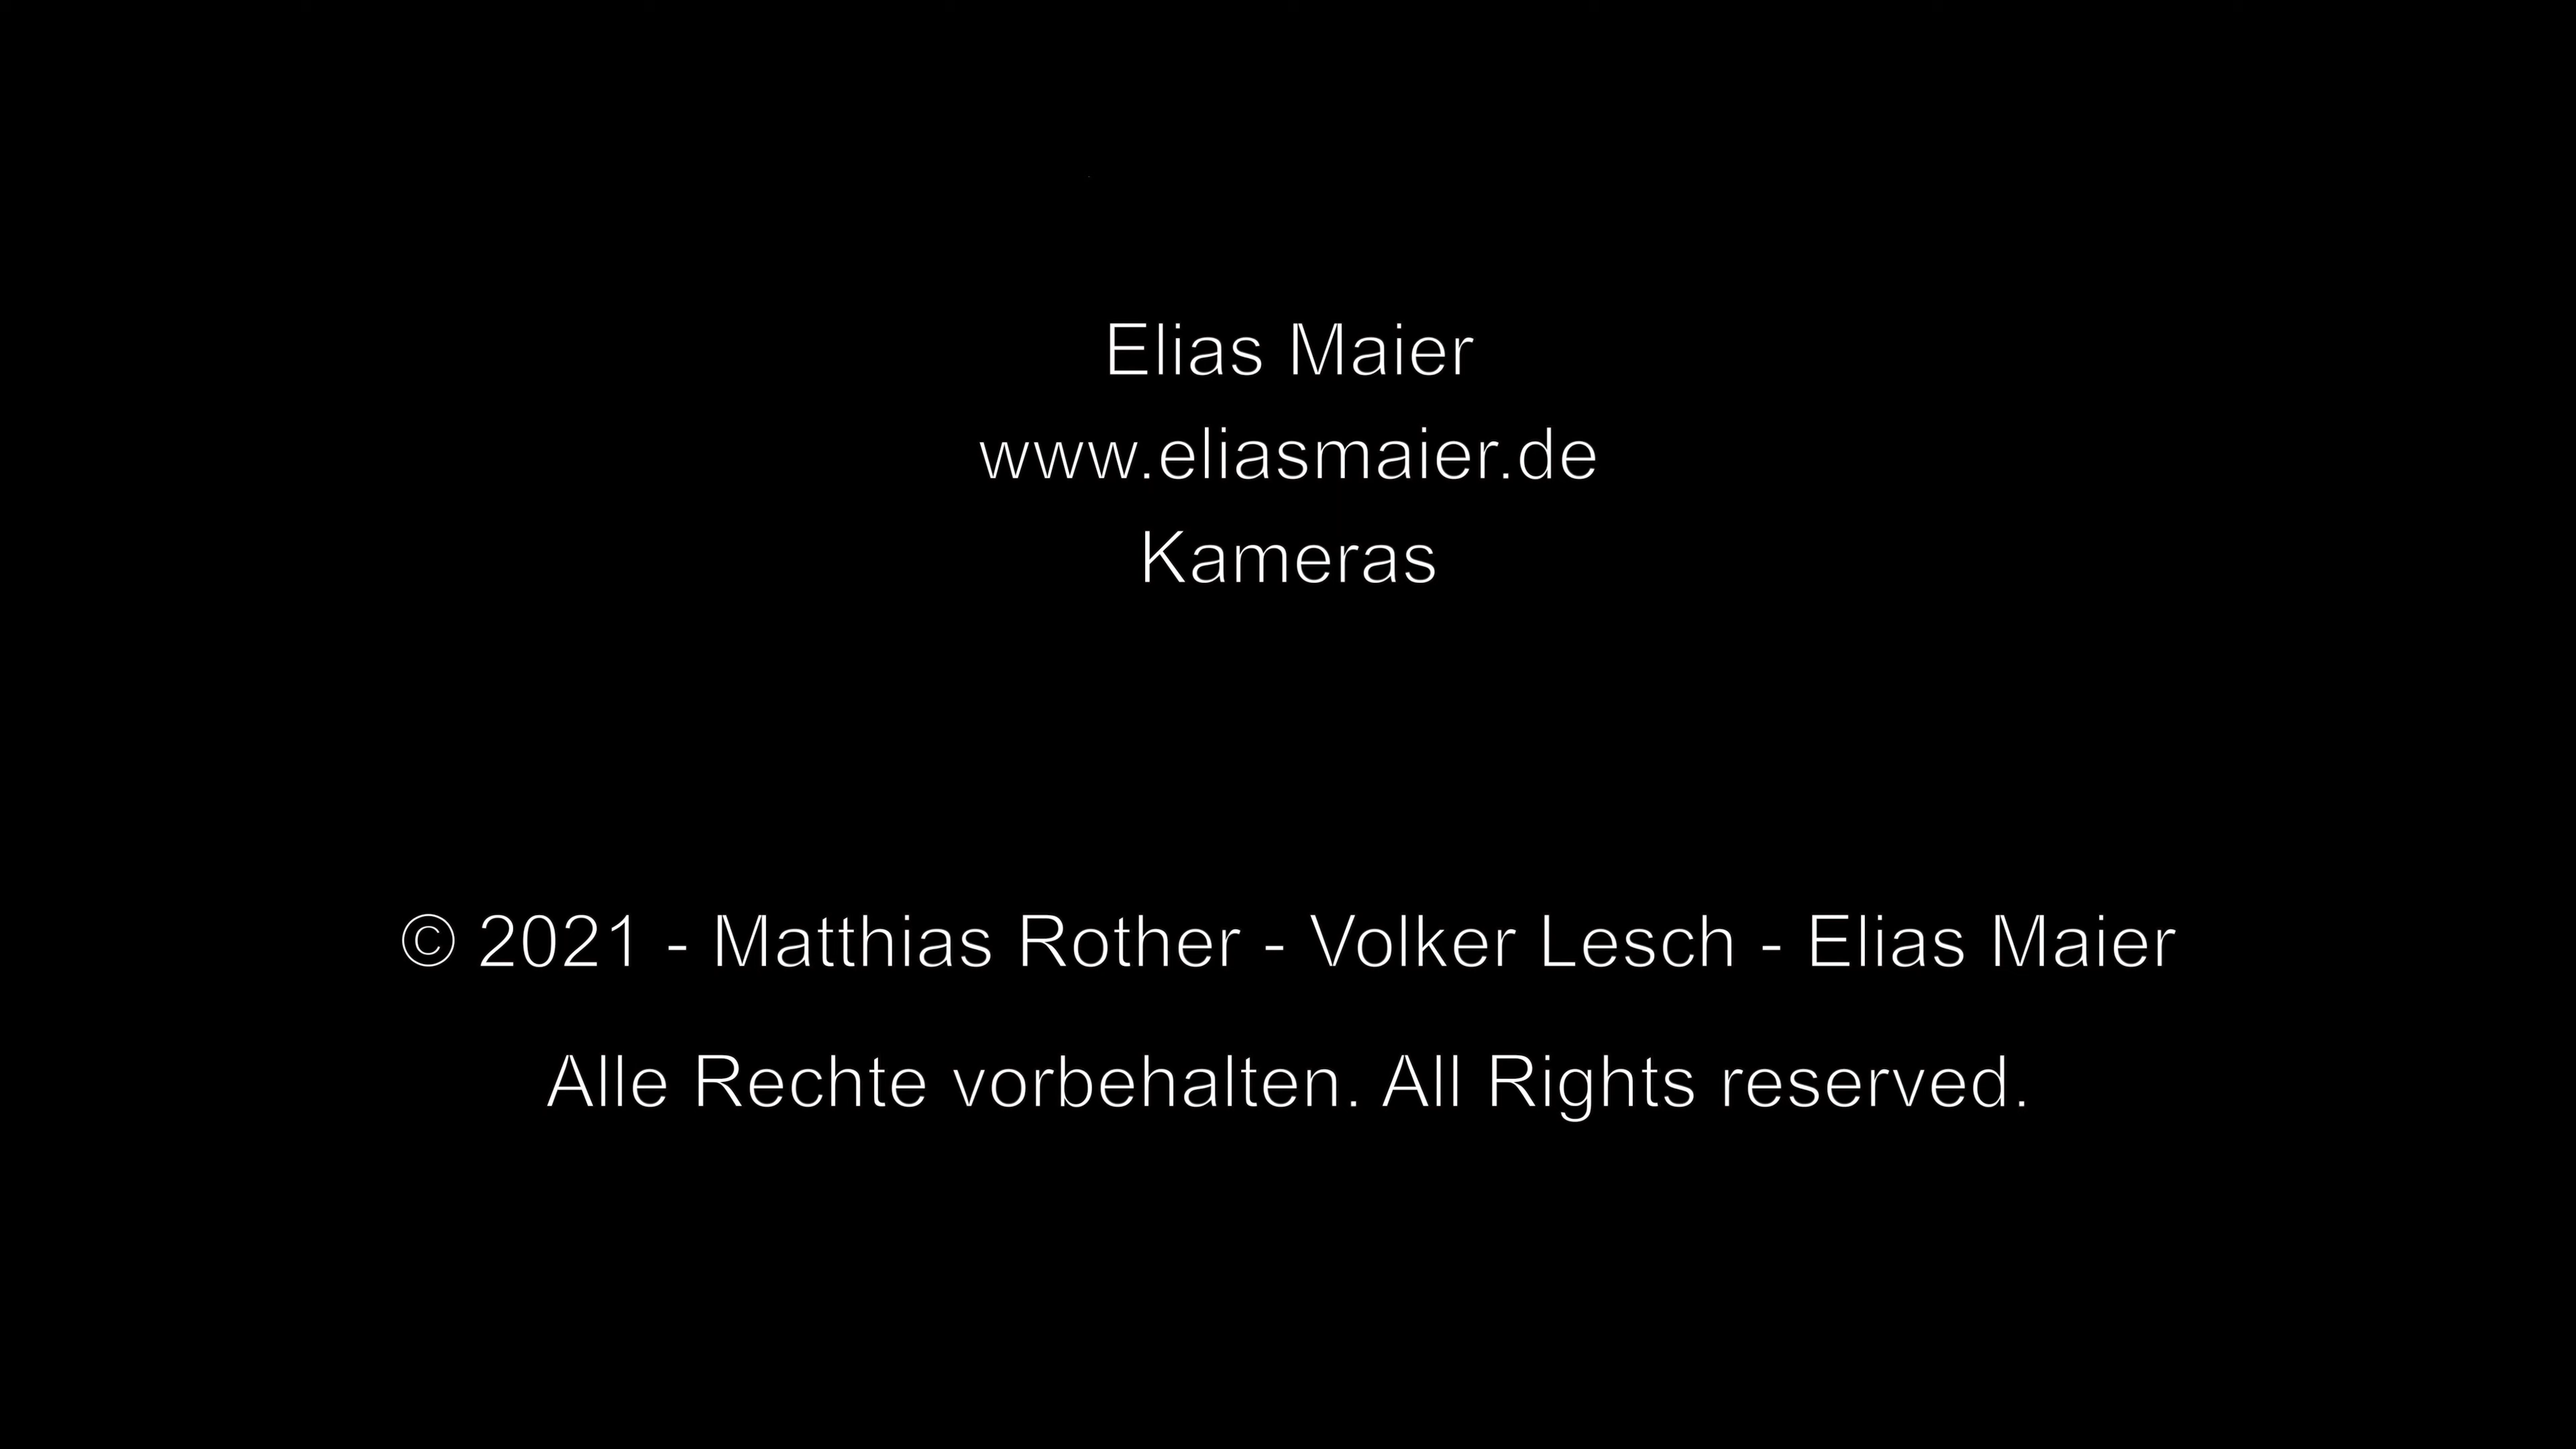 Elias Maier
www.eliasmaier.de
Kameras
© 2021 - Matthias Rother - Volker Lesch - Elias Maier
Alle Rechte vorbehalten. All Rights reserved.